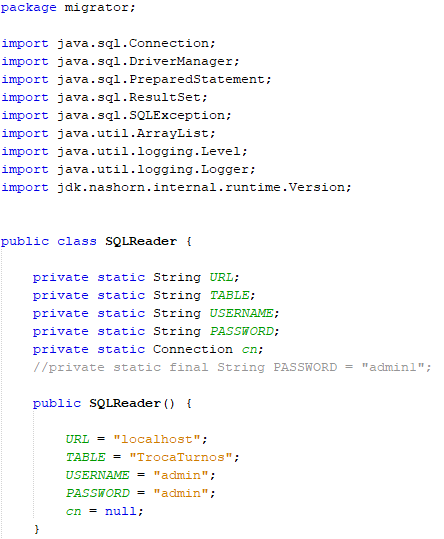 package migrator;
import java.sql.Connection;
import java.sql.DriverManager;
import java.sql.PreparedStatement;
import java.sql.ResultSet;
import java.sql.SQLException;
import java.util.ArrayList;
import java.util.logging.Level;
import java.util.logging.Logger;
import jdk.nashorn.internal.runtime.Version;
public class SQLReader {
private static String URL;
private static String TABLE;
private static String USERNAME;
private static String PASSWORD;
private static Connection cn;
//private static final String PASSWORD = "admin1";
public SQLReader() {
URL = "localhost";
TABLE = "TrocaTurnos";
USERNAME = "admin";
PASSWORD = "admin";
cn = null;
}